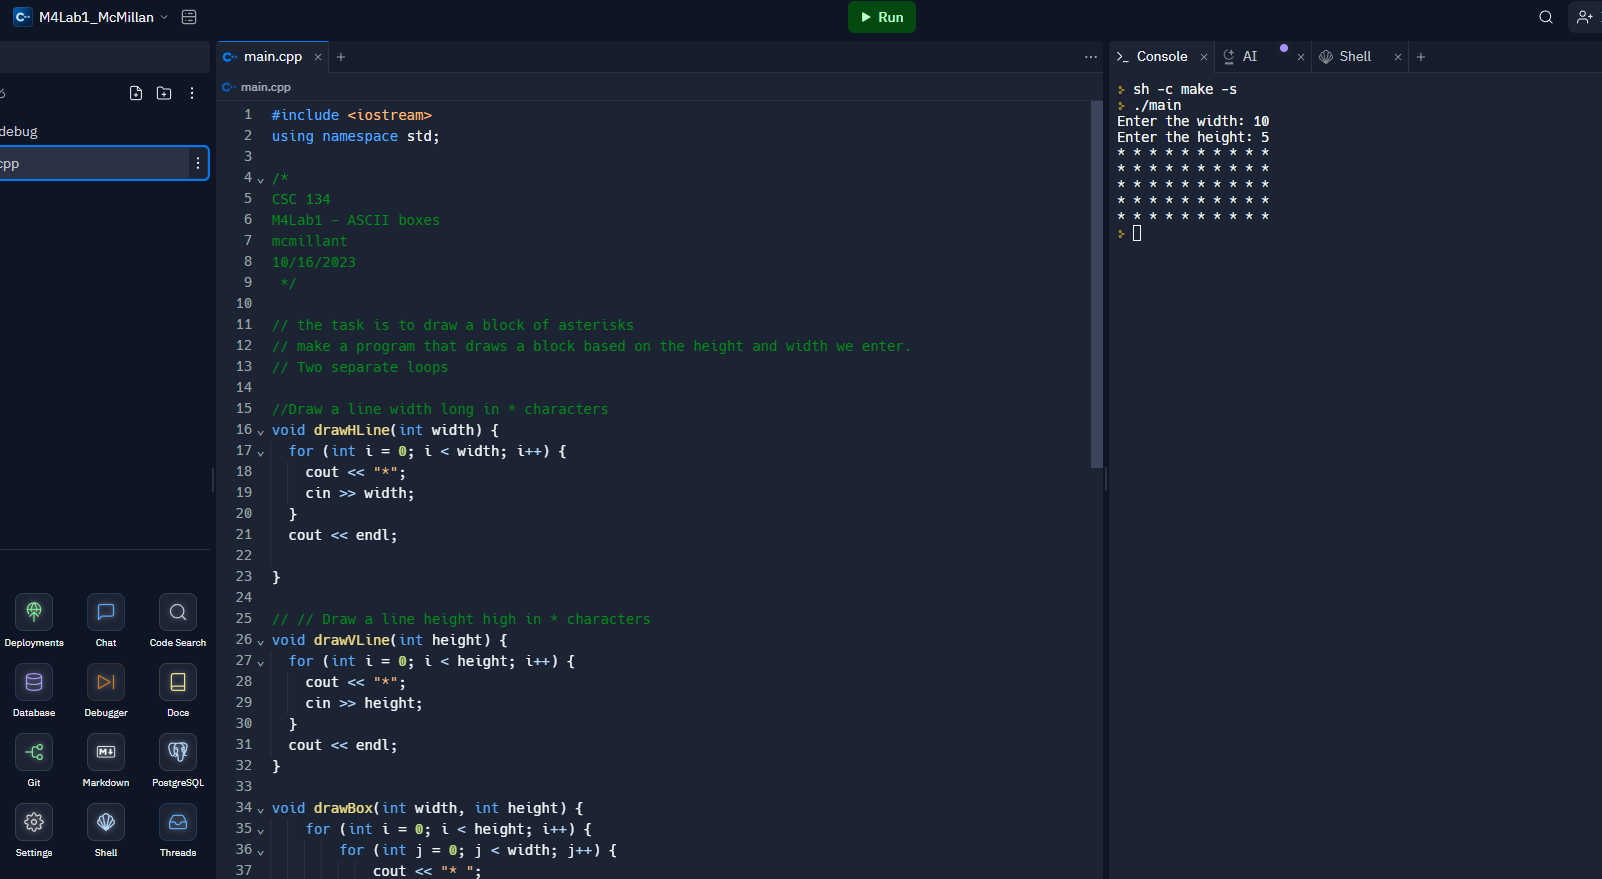 M4Lab1_McMillan
Run
debug
cpp
Deployments
Chat
Code Search
Database
Debugger
Docs
Git
Markdown
PostgreSQL
Settings
Shell
Threads
main.cpp
main.cpp
1 #include <iostream>
2 using namespace std;
3
4 /*
5 CSC 134
6 M4Lab1 - ASCII boxes
7 mcmillant
8 10/16/2023
9 */
10
11 // the task is to draw a block of asterisks
12 // make a program that draws a block based on the height and width we enter.
13 // Two separate loops
14
15 //Draw a line width long in * characters
16 void drawHLine(int width) {
17 for (int i = 0; i < width; i++) {
18 cout << "*";
19 cin >> width;
20 }
21 cout << endl;
22
23 }
24
25 // // Draw a line height high in * characters
26 void drawVLine(int height) {
27 for (int i = 0; i < height; i++) {
28 cout << "*";
29 cin >> height;
30 }
31 cout << endl;
32 }
33
34 void drawBox(int width, int height) {
35 for (int i = 0; i < height; i++) {
36 for (int j = 0; j < width; j++) {
37 cout << "* ";
Console
AI
Shell
sh -c make -s
./main
Enter the width: 10
Enter the height: 5
* * * * * * * * * *
* * * * * * * * * *
* * * * * * * * * *
* * * * * * * * * *
* * * * * * * * * *